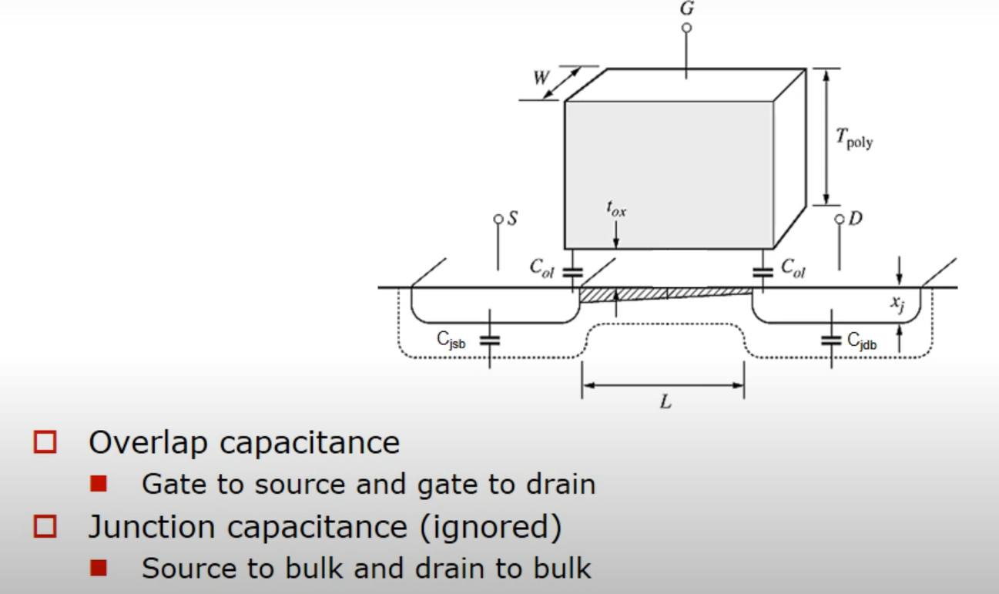 G
W
T_poly
t_ox
S
D
C_ol
C_ol
x_j
C_jsb
C_jdb
L
Overlap capacitance
Gate to source and gate to drain
Junction capacitance (ignored)
Source to bulk and drain to bulk